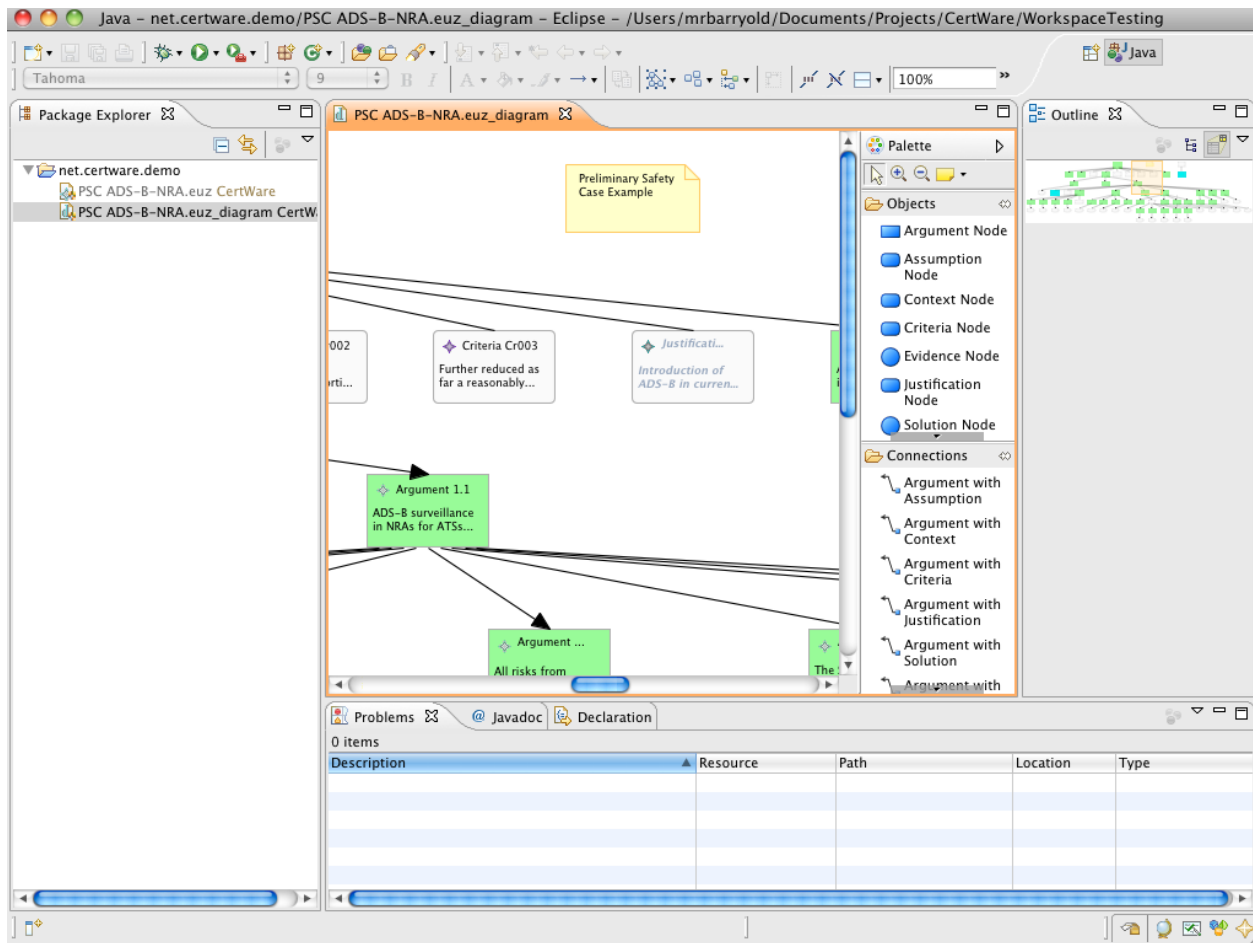 Java – net.certware.demo/PSC ADS-B-NRA.euz_diagram – Eclipse – /Users/mrbarryold/Documents/Projects/CertWare/WorkspaceTesting
Java
Tahoma
9
B I
A
100%
Package Explorer
net.certware.demo
PSC ADS-B-NRA.euz CertWare
PSC ADS-B-NRA.euz_diagram CertW
PSC ADS-B-NRA.euz_diagram
Preliminary Safety
Case Example
002
rti...
Criteria Cr003
Further reduced as
far a reasonably...
Justificati...
Introduction of
ADS-B in curren...
Argument 1.1
ADS-B surveillance
in NRAs for ATSs...
Argument ...
All risks from
The
Palette
Objects
Argument Node
Assumption
Node
Context Node
Criteria Node
Evidence Node
Justification
Node
Solution Node
Connections
Argument with
Assumption
Argument with
Context
Argument with
Criteria
Argument with
Justification
Argument with
Solution
Argument with
Outline
Problems
@ Javadoc
Declaration
0 items
Description
Resource
Path
Location
Type